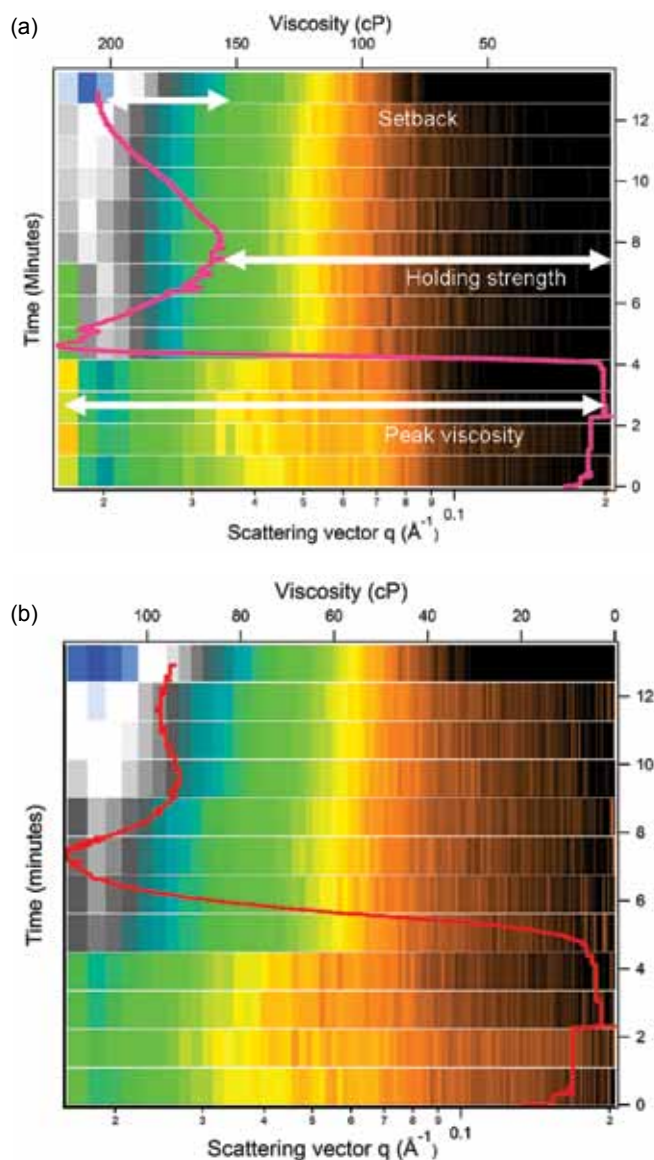 (a)
Viscosity (cP)
200 150 100 50
Setback
Holding strength
Peak viscosity
Time (Minutes)
12
10
8
6
4
2
0
2 3 4 5 6 7 8 9 0.1 2
Scattering vector q (Å⁻¹)
(b)
Viscosity (cP)
100 80 60 40 20 0
Time (minutes)
12
10
8
6
4
2
0
2 3 4 5 6 7 8 9 0.1 2
Scattering vector q (Å⁻¹)